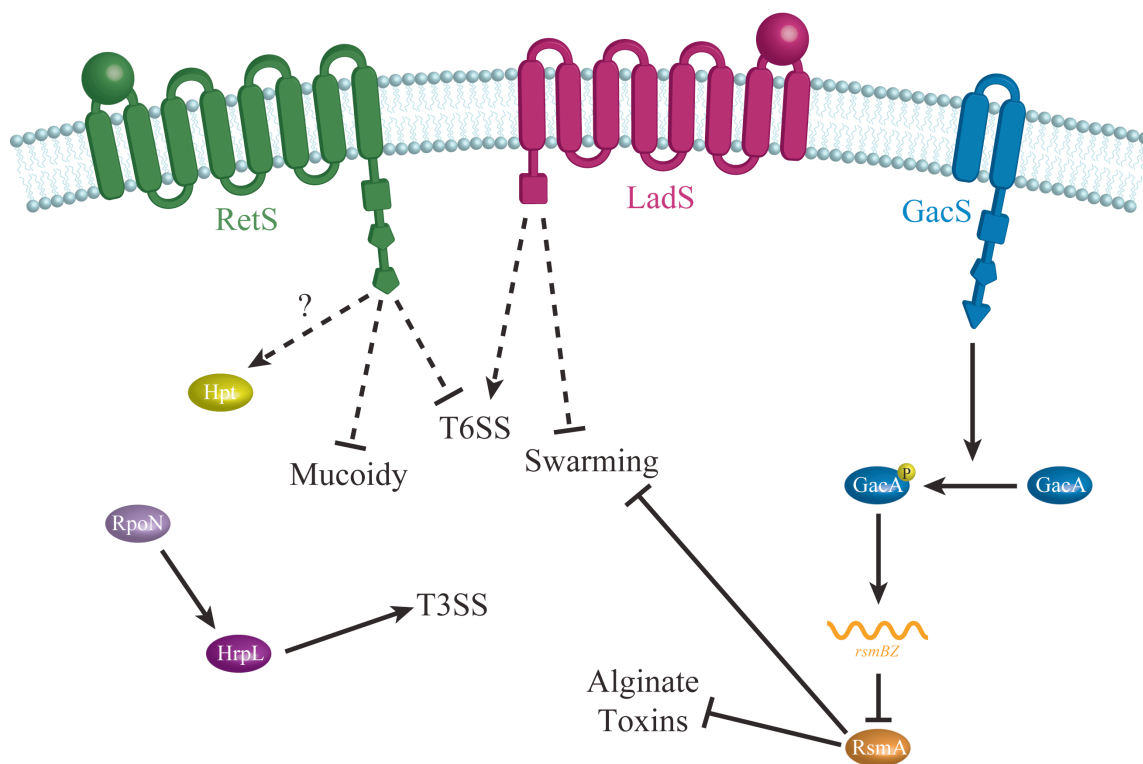 RetS
LadS
GacS
?
Hpt
T6SS
Mucoidy
Swarming
GacA
P
GacA
RpoN
T3SS
HrpL
rsmBZ
Alginate
Toxins
RsmA